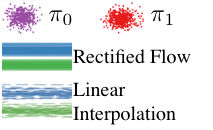 π₀ π₁
Rectified Flow
Linear
Interpolation